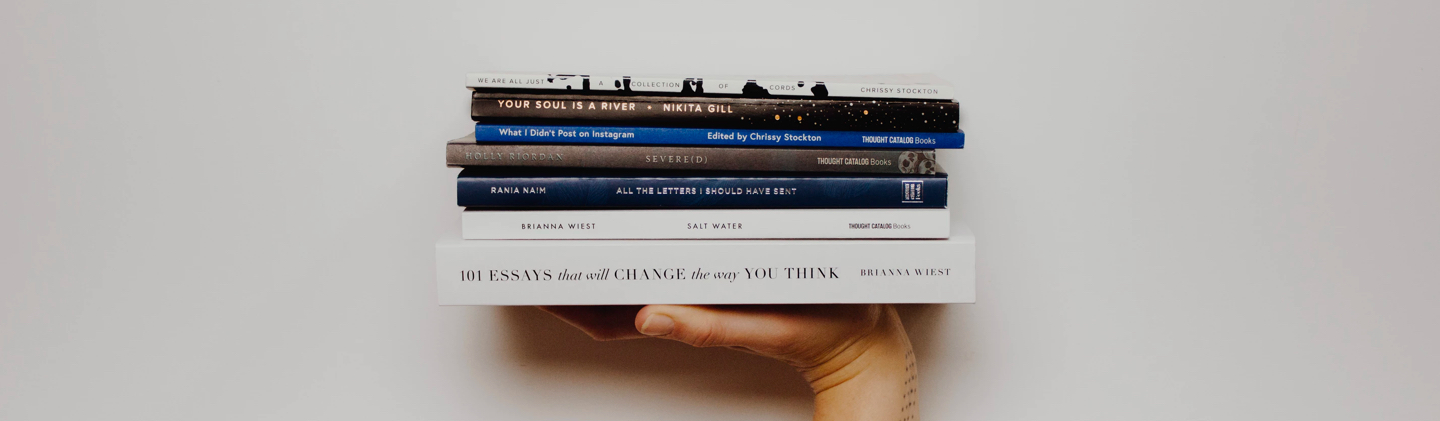 WE ARE ALL JUST A COLLECTION OF CORDS CHRISSY STOCKTON
YOUR SOUL IS A RIVER • NIKITA GILL
What I Didn't Post on Instagram Edited by Chrissy Stockton THOUGHT CATALOG Books
HOLLY RIORDAN SEVERE(D) THOUGHT CATALOG Books
RANIA NAIM ALL THE LETTERS I SHOULD HAVE SENT
BRIANNA WIEST SALT WATER THOUGHT CATALOG Books
101 ESSAYS that will CHANGE the way YOU THINK BRIANNA WIEST